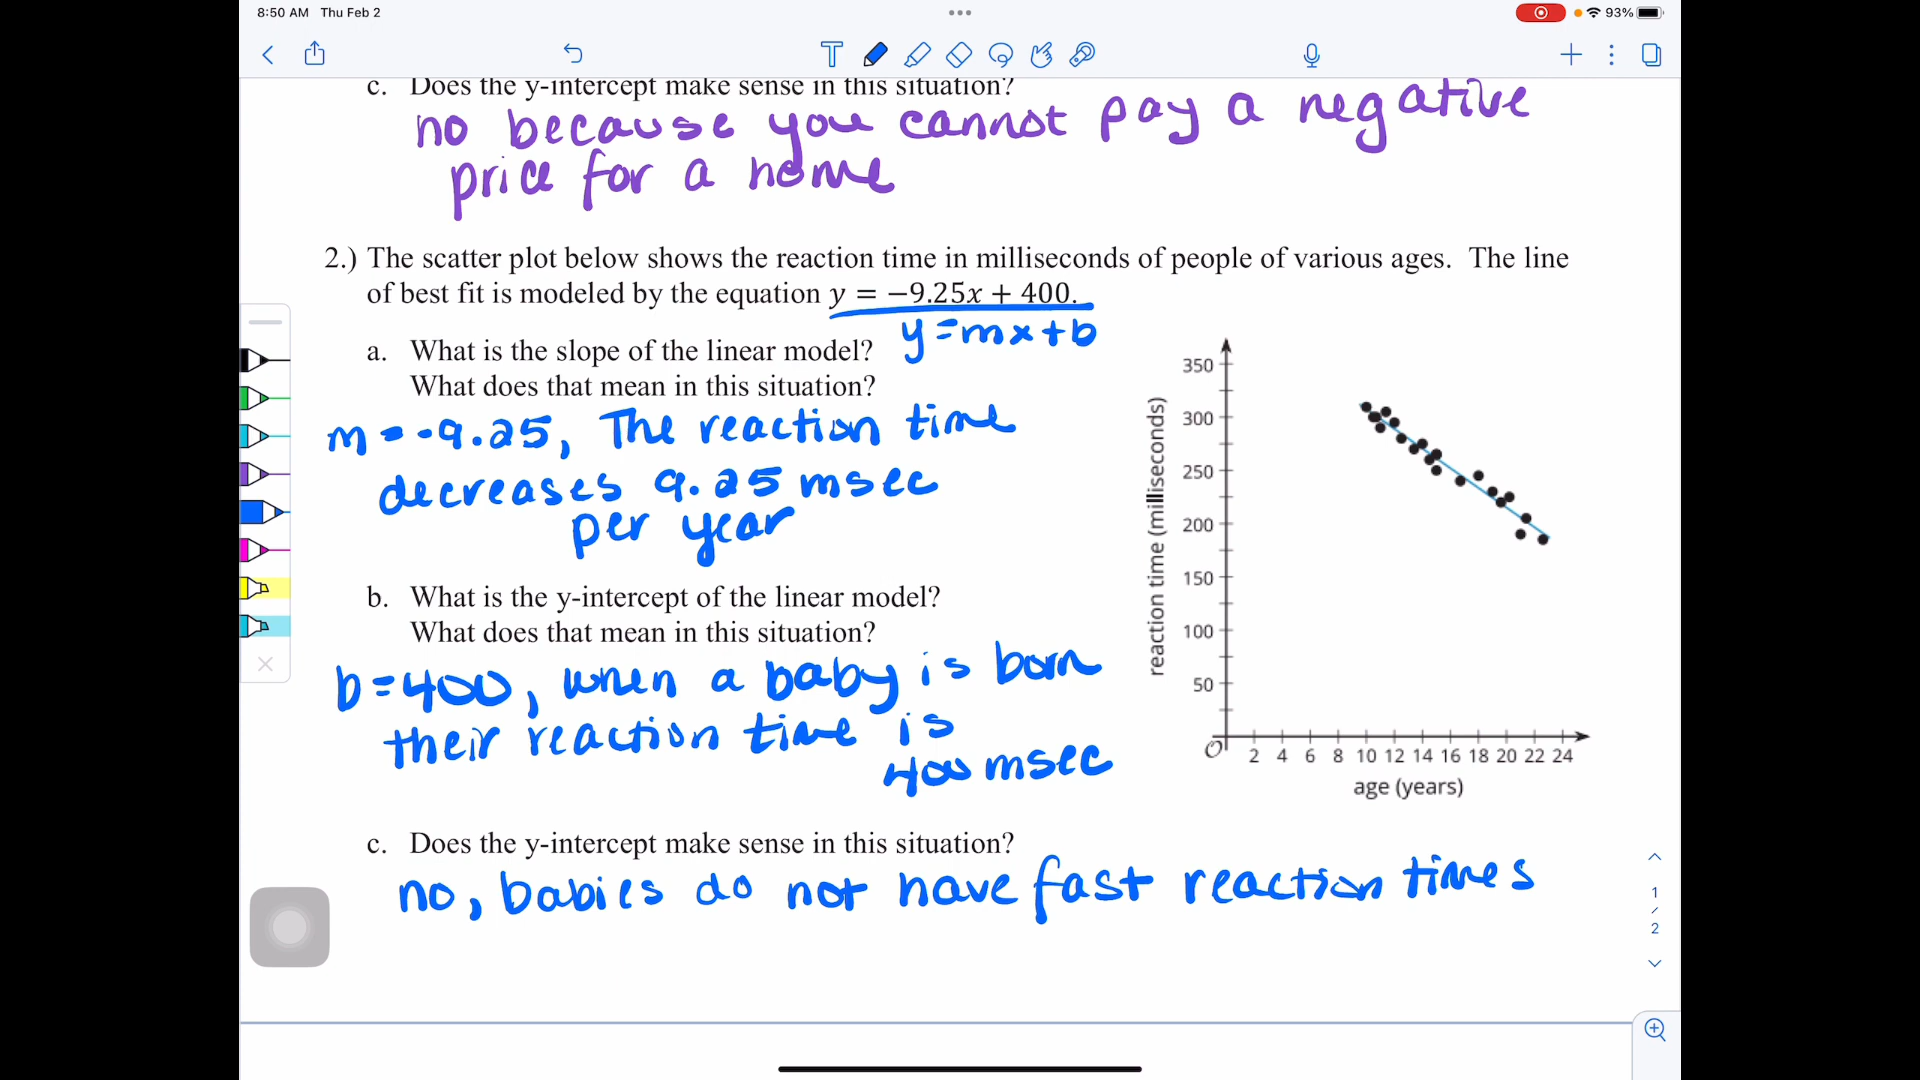 8:50 AM Thu Feb 2
93%
c. Does the y-intercept make sense in this situation?
no because you cannot pay a negative
price for a home
2.) The scatter plot below shows the reaction time in milliseconds of people of various ages. The line
of best fit is modeled by the equation y = −9.25x + 400.
y=mx+b
a. What is the slope of the linear model?
What does that mean in this situation?
m=-9.25, The reaction time
decreases 9.25 msec
per year
b. What is the y-intercept of the linear model?
What does that mean in this situation?
b=400, when a baby is born
their reaction time is
400 msec
c. Does the y-intercept make sense in this situation?
no, babies do not have fast reaction times
reaction time (milliseconds)
350
300
250
200
150
100
50
O
2 4 6 8 10 12 14 16 18 20 22 24
age (years)
1
/
2